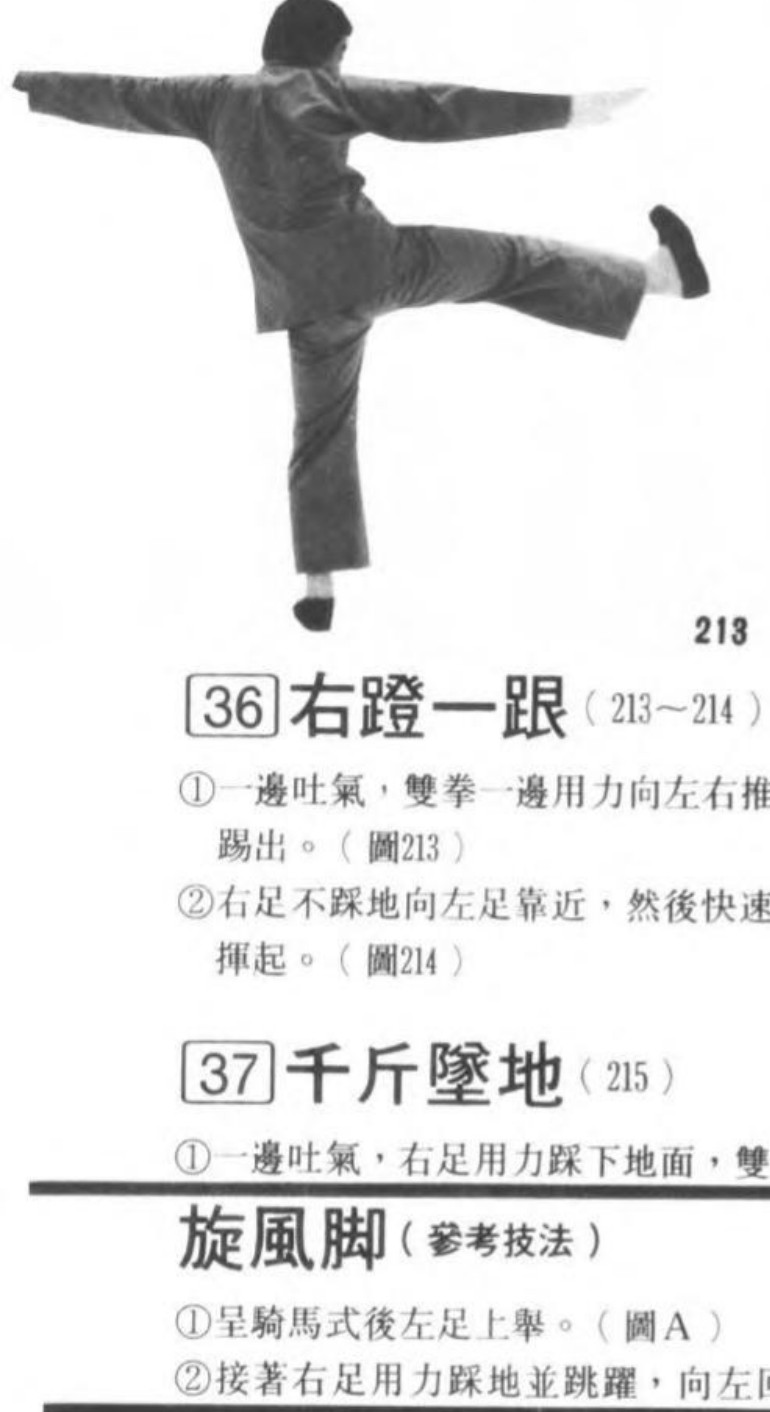 213
36 右蹬一跟（213～214）
①一邊吐氣，雙拳一邊用力向左右推
踢出。（圖213）
②右足不踩地向左足靠近，然後快速
揮起。（圖214）
37 千斤墜地（215）
①一邊吐氣，右足用力踩下地面，雙
旋風脚（參考技法）
①呈騎馬式後左足上舉。（圖A）
②接著右足用力踩地並跳躍，向左回